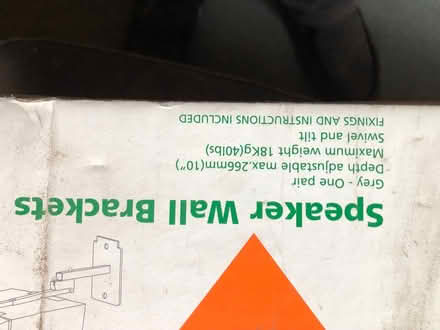 Speaker Wall Brackets
Grey - One pair
Depth adjustable max.266mm(10")
Maximum weight 18Kg(40lbs)
Swivel and tilt
FIXINGS AND INSTRUCTIONS INCLUDED